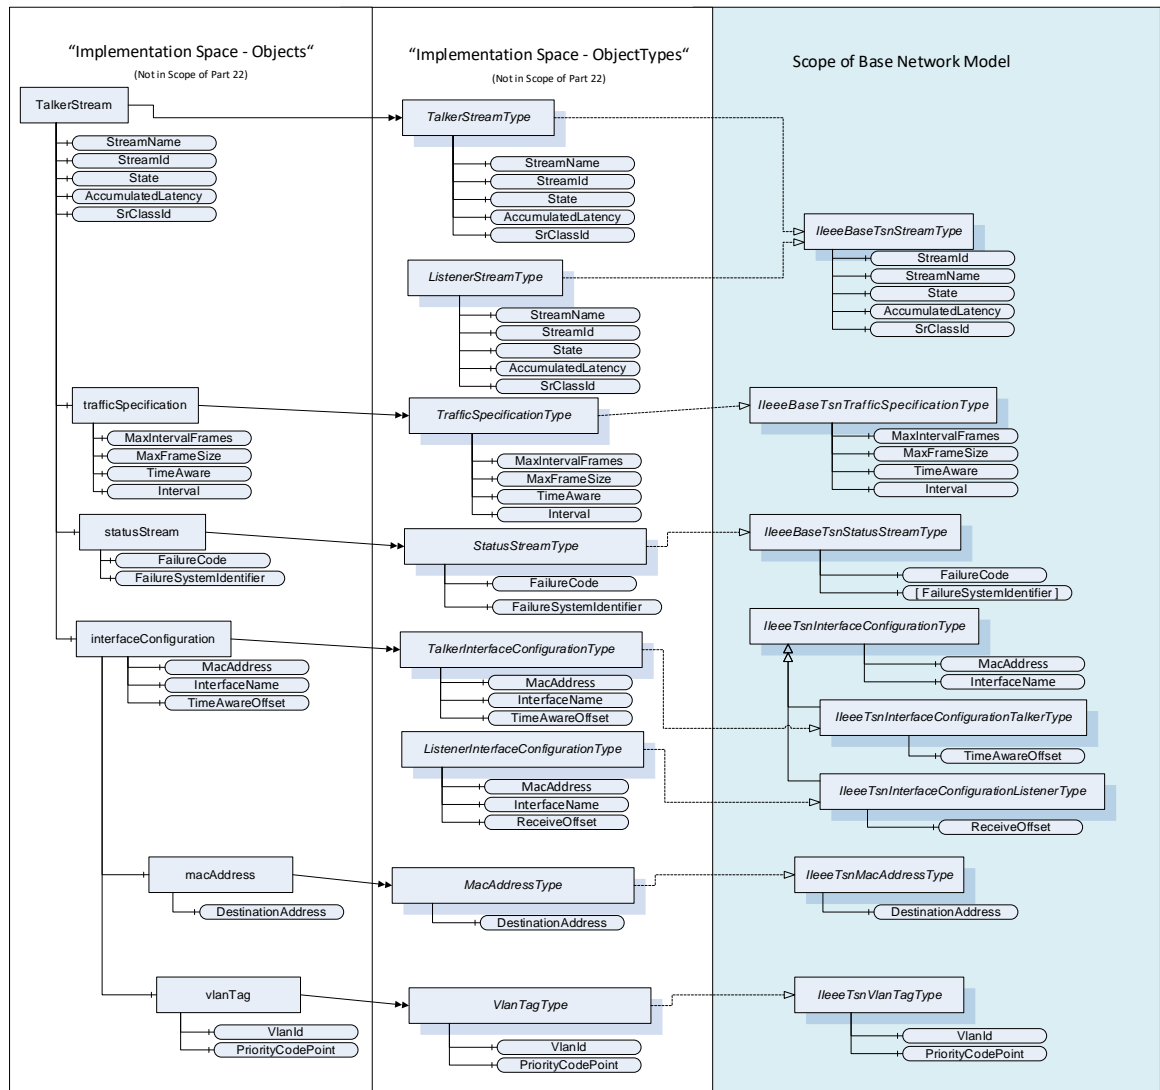 “Implementation Space - Objects“
(Not in Scope of Part 22)
TalkerStream
StreamName
StreamId
State
AccumulatedLatency
SrClassId
trafficSpecification
MaxIntervalFrames
MaxFrameSize
TimeAware
Interval
statusStream
FailureCode
FailureSystemIdentifier
interfaceConfiguration
MacAddress
InterfaceName
TimeAwareOffset
macAddress
DestinationAddress
vlanTag
VlanId
PriorityCodePoint
“Implementation Space - ObjectTypes“
(Not in Scope of Part 22)
TalkerStreamType
StreamName
StreamId
State
AccumulatedLatency
SrClassId
ListenerStreamType
StreamName
StreamId
State
AccumulatedLatency
SrClassId
TrafficSpecificationType
MaxIntervalFrames
MaxFrameSize
TimeAware
Interval
StatusStreamType
FailureCode
FailureSystemIdentifier
TalkerInterfaceConfigurationType
MacAddress
InterfaceName
TimeAwareOffset
ListenerInterfaceConfigurationType
MacAddress
InterfaceName
ReceiveOffset
MacAddressType
DestinationAddress
VlanTagType
VlanId
PriorityCodePoint
Scope of Base Network Model
IIeeeBaseTsnStreamType
StreamId
StreamName
State
AccumulatedLatency
SrClassId
IIeeeBaseTsnTrafficSpecificationType
MaxIntervalFrames
MaxFrameSize
TimeAware
Interval
IIeeeBaseTsnStatusStreamType
FailureCode
[ FailureSystemIdentifier ]
IIeeeTsnInterfaceConfigurationType
MacAddress
InterfaceName
IIeeeTsnInterfaceConfigurationTalkerType
TimeAwareOffset
IIeeeTsnInterfaceConfigurationListenerType
ReceiveOffset
IIeeeTsnMacAddressType
DestinationAddress
IIeeeTsnVlanTagType
VlanId
PriorityCodePoint